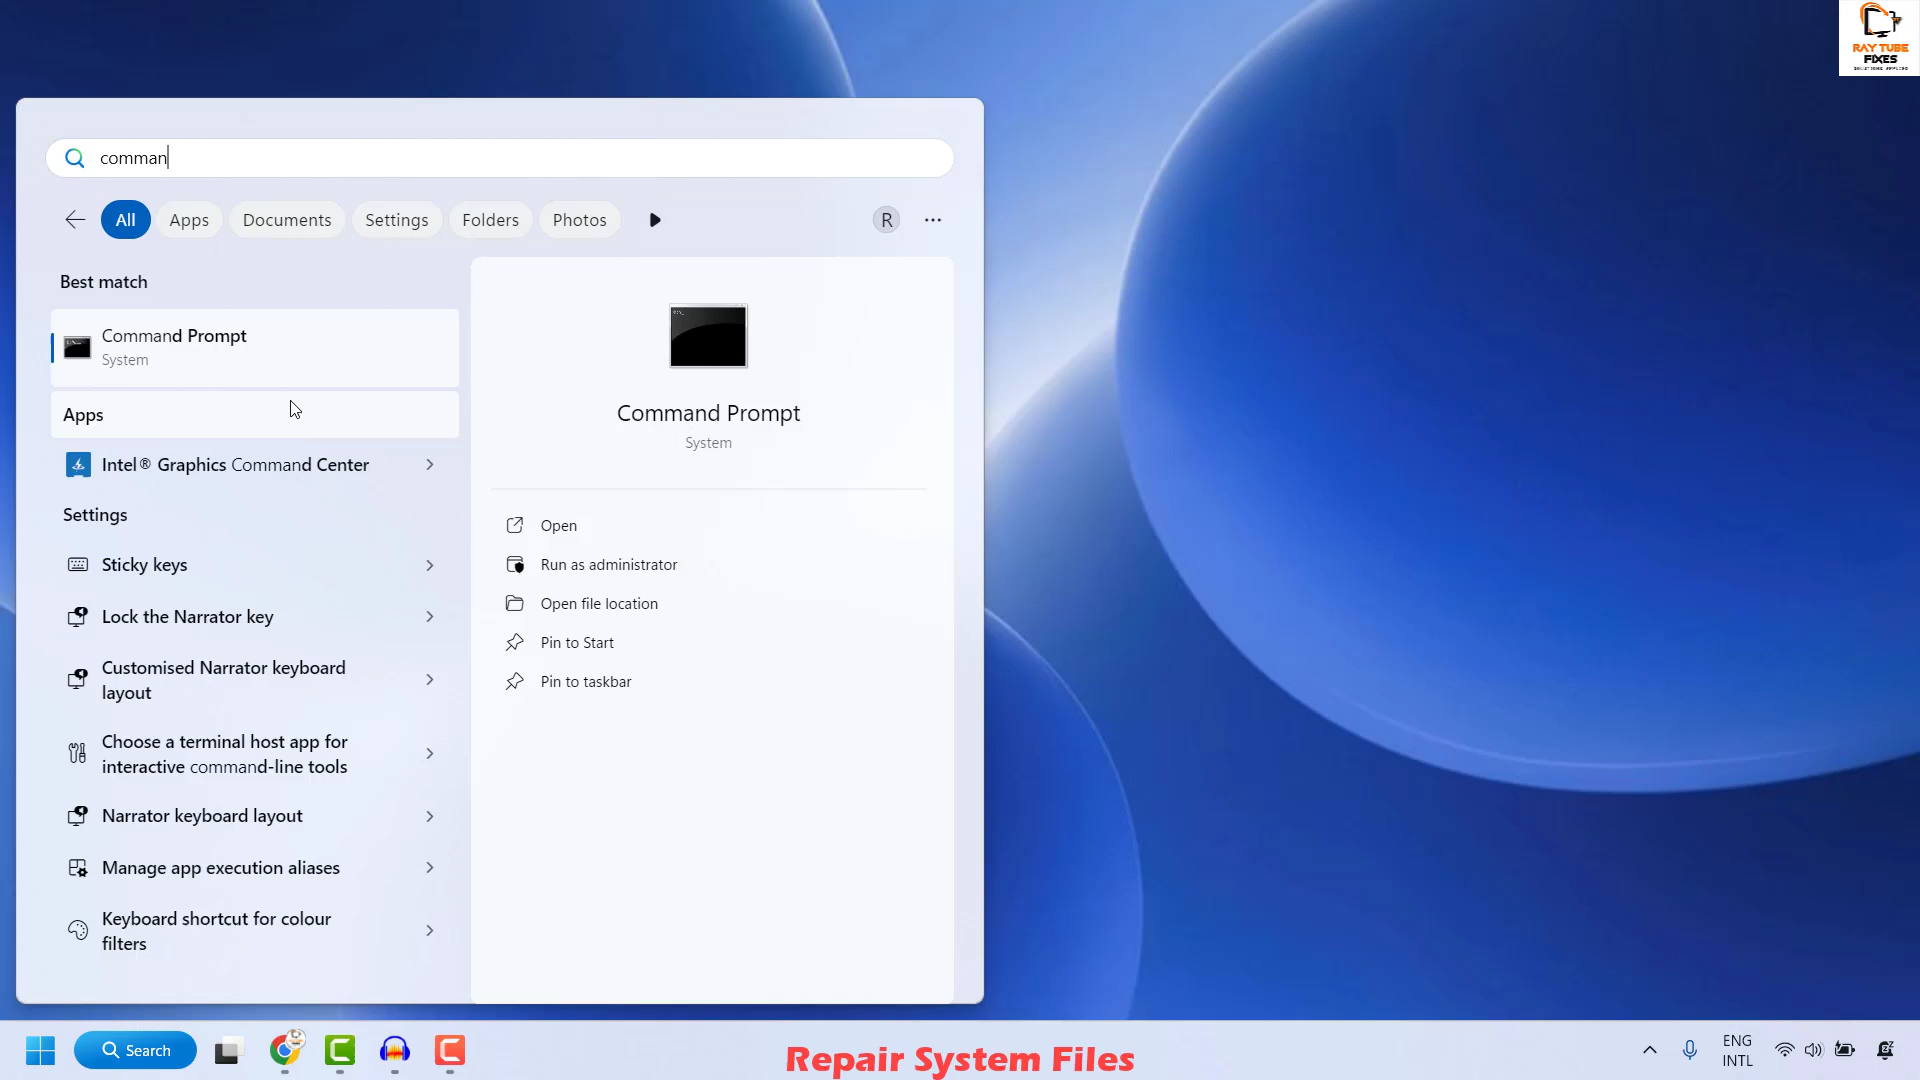 RAY TUBE
FIXES
SOLUTIONS APPLIED
comman
All
Apps
Documents
Settings
Folders
Photos
R
Best match
Command Prompt
System
Apps
Intel® Graphics Command Center
Settings
Sticky keys
Lock the Narrator key
Customised Narrator keyboard
layout
Choose a terminal host app for
interactive command-line tools
Narrator keyboard layout
Manage app execution aliases
Keyboard shortcut for colour
filters
Command Prompt
System
Open
Run as administrator
Open file location
Pin to Start
Pin to taskbar
Search
Repair System Files
ENG
INTL